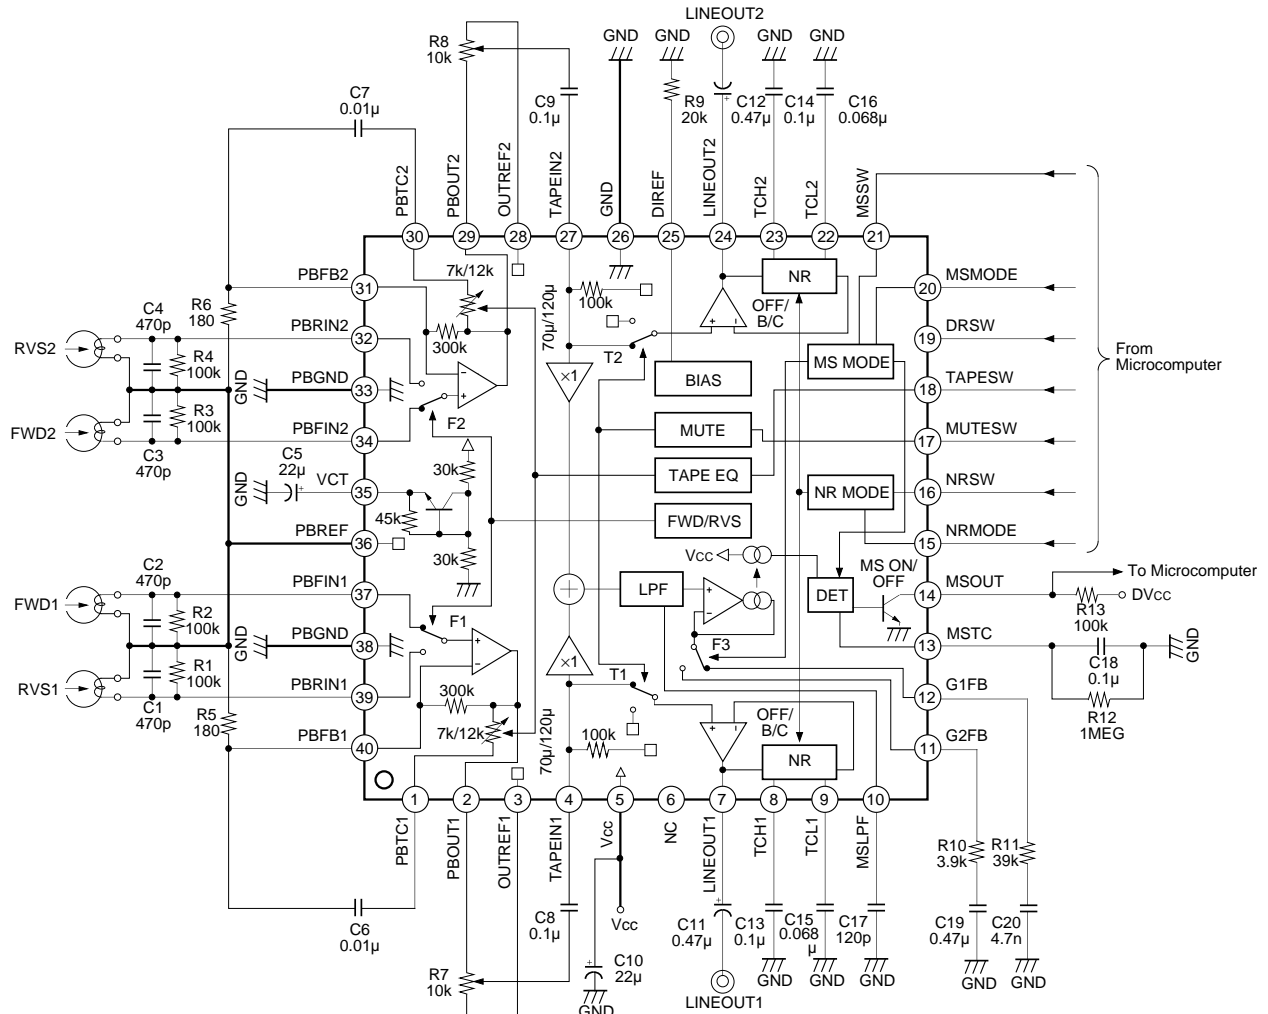 LINEOUT2
GND
GND
GND
GND
R8
10k
C7
0.01µ
C9
0.1µ
R9
20k
C12
0.47µ
C14
0.1µ
C16
0.068µ
PBTC2
PBOUT2
OUTREF2
TAPEIN2
GND
DIREF
LINEOUT2
TCH2
TCL2
MSSW
30
29
28
27
26
25
24
23
22
21
PBFB2
31
7k/12k
300k
70µ/120µ
100k
NR
OFF/
B/C
20
MSMODE
C4
470p
R6
180
PBRIN2
32
T2
×1
MS MODE
19
DRSW
From
Microcomputer
RVS2
R4
100k
GND
PBGND
33
BIAS
18
TAPESW
R3
100k
FWD2
C3
470p
PBFIN2
34
F2
MUTE
17
MUTESW
C5
22µ
GND
VCT
35
30k
TAPE EQ
NR MODE
16
NRSW
45k
FWD/RVS
PBREF
36
30k
15
NRMODE
Vcc
MS ON/
OFF
To Microcomputer
C2
470p
FWD1
R2
100k
PBFIN1
37
LPF
DET
14
MSOUT
R13
100k
DVcc
F1
GND
PBGND
38
F3
13
MSTC
C18
0.1µ
GND
×1
R1
100k
RVS1
C1
470p
PBRIN1
39
T1
12
G1FB
R12
1MEG
R5
180
300k
7k/12k
PBFB1
40
70µ/120µ
100k
OFF/
B/C
NR
11
G2FB
1
2
3
4
5
6
7
8
9
10
PBTC1
PBOUT1
OUTREF1
TAPEIN1
Vcc
NC
LINEOUT1
TCH1
TCL1
MSLPF
R10
3.9k
R11
39k
C6
0.01µ
C8
0.1µ
Vcc
C11
0.47µ
C13
0.1µ
C15
0.068
µ
C17
120p
C19
0.47µ
C20
4.7n
R7
10k
C10
22µ
GND
GND
GND
GND
GND
GND
LINEOUT1